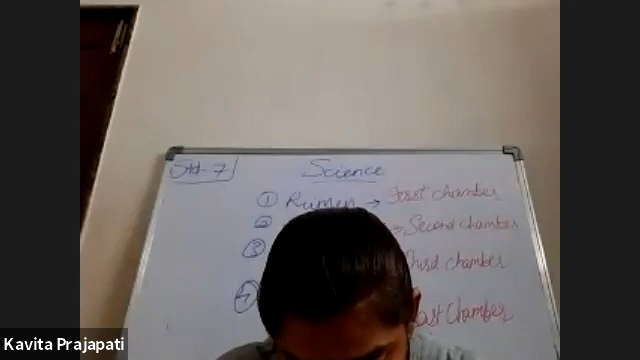 Std-7
Science
① Rumen → First chamber
② → Second chamber
③ Third chamber
④ Last Chamber
Kavita Prajapati